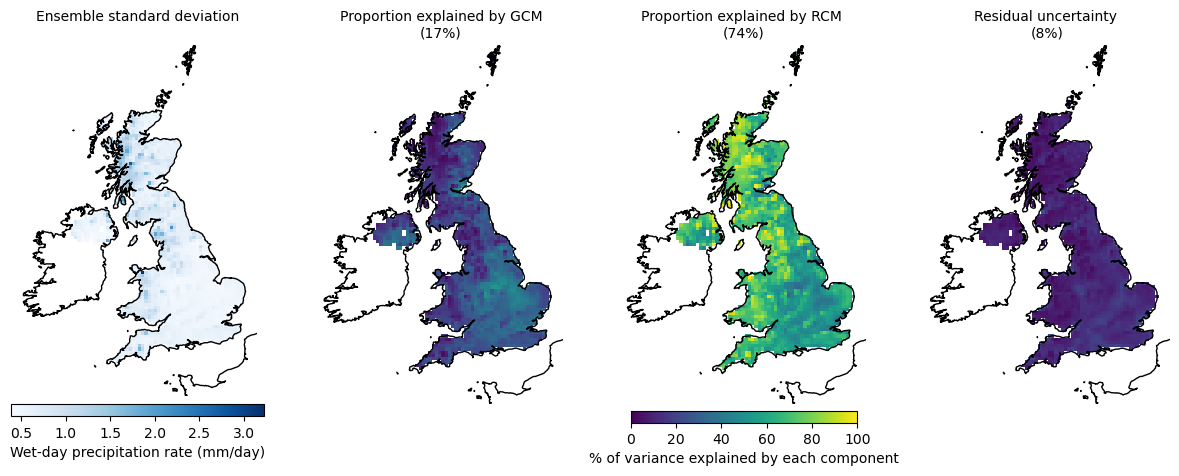 Ensemble standard deviation
Proportion explained by GCM
(17%)
Proportion explained by RCM
(74%)
Residual uncertainty
(8%)
0.5 1.0 1.5 2.0 2.5 3.0
Wet-day precipitation rate (mm/day)
0 20 40 60 80 100
% of variance explained by each component